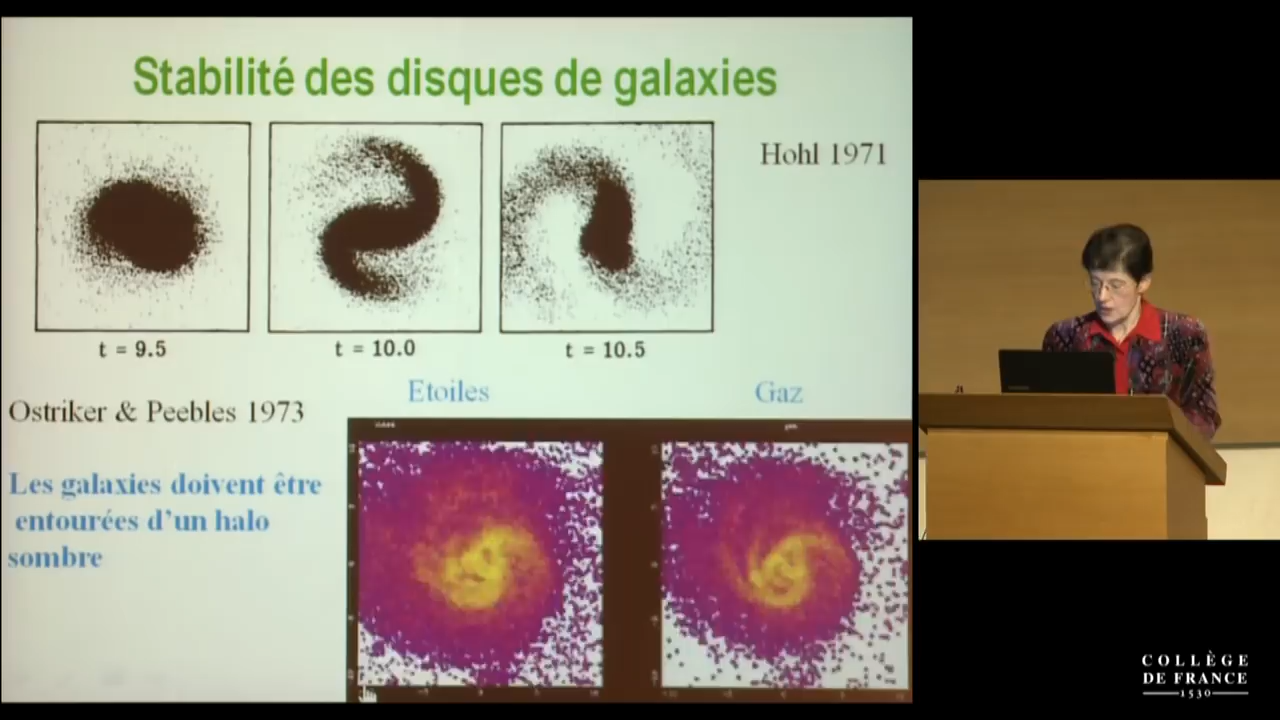 Stabilité des disques de galaxies
Hohl 1971
t = 9.5
t = 10.0
t = 10.5
Etoiles
Gaz
Ostriker & Peebles 1973
Les galaxies doivent être
entourées d'un halo
sombre
COLLÈGE
DE FRANCE
1530